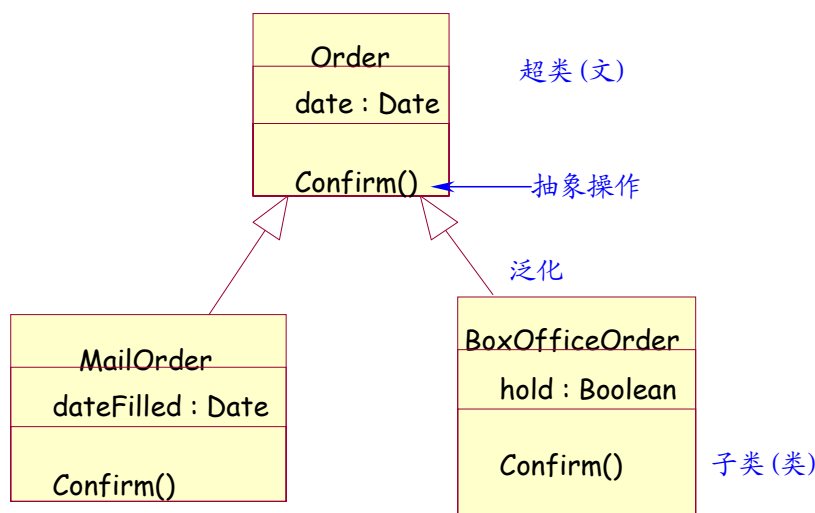 Order
超类(文)
date : Date
Confirm()
抽象操作
泛化
MailOrder
dateFilled : Date
Confirm()
BoxOfficeOrder
hold : Boolean
Confirm()
子类(类)